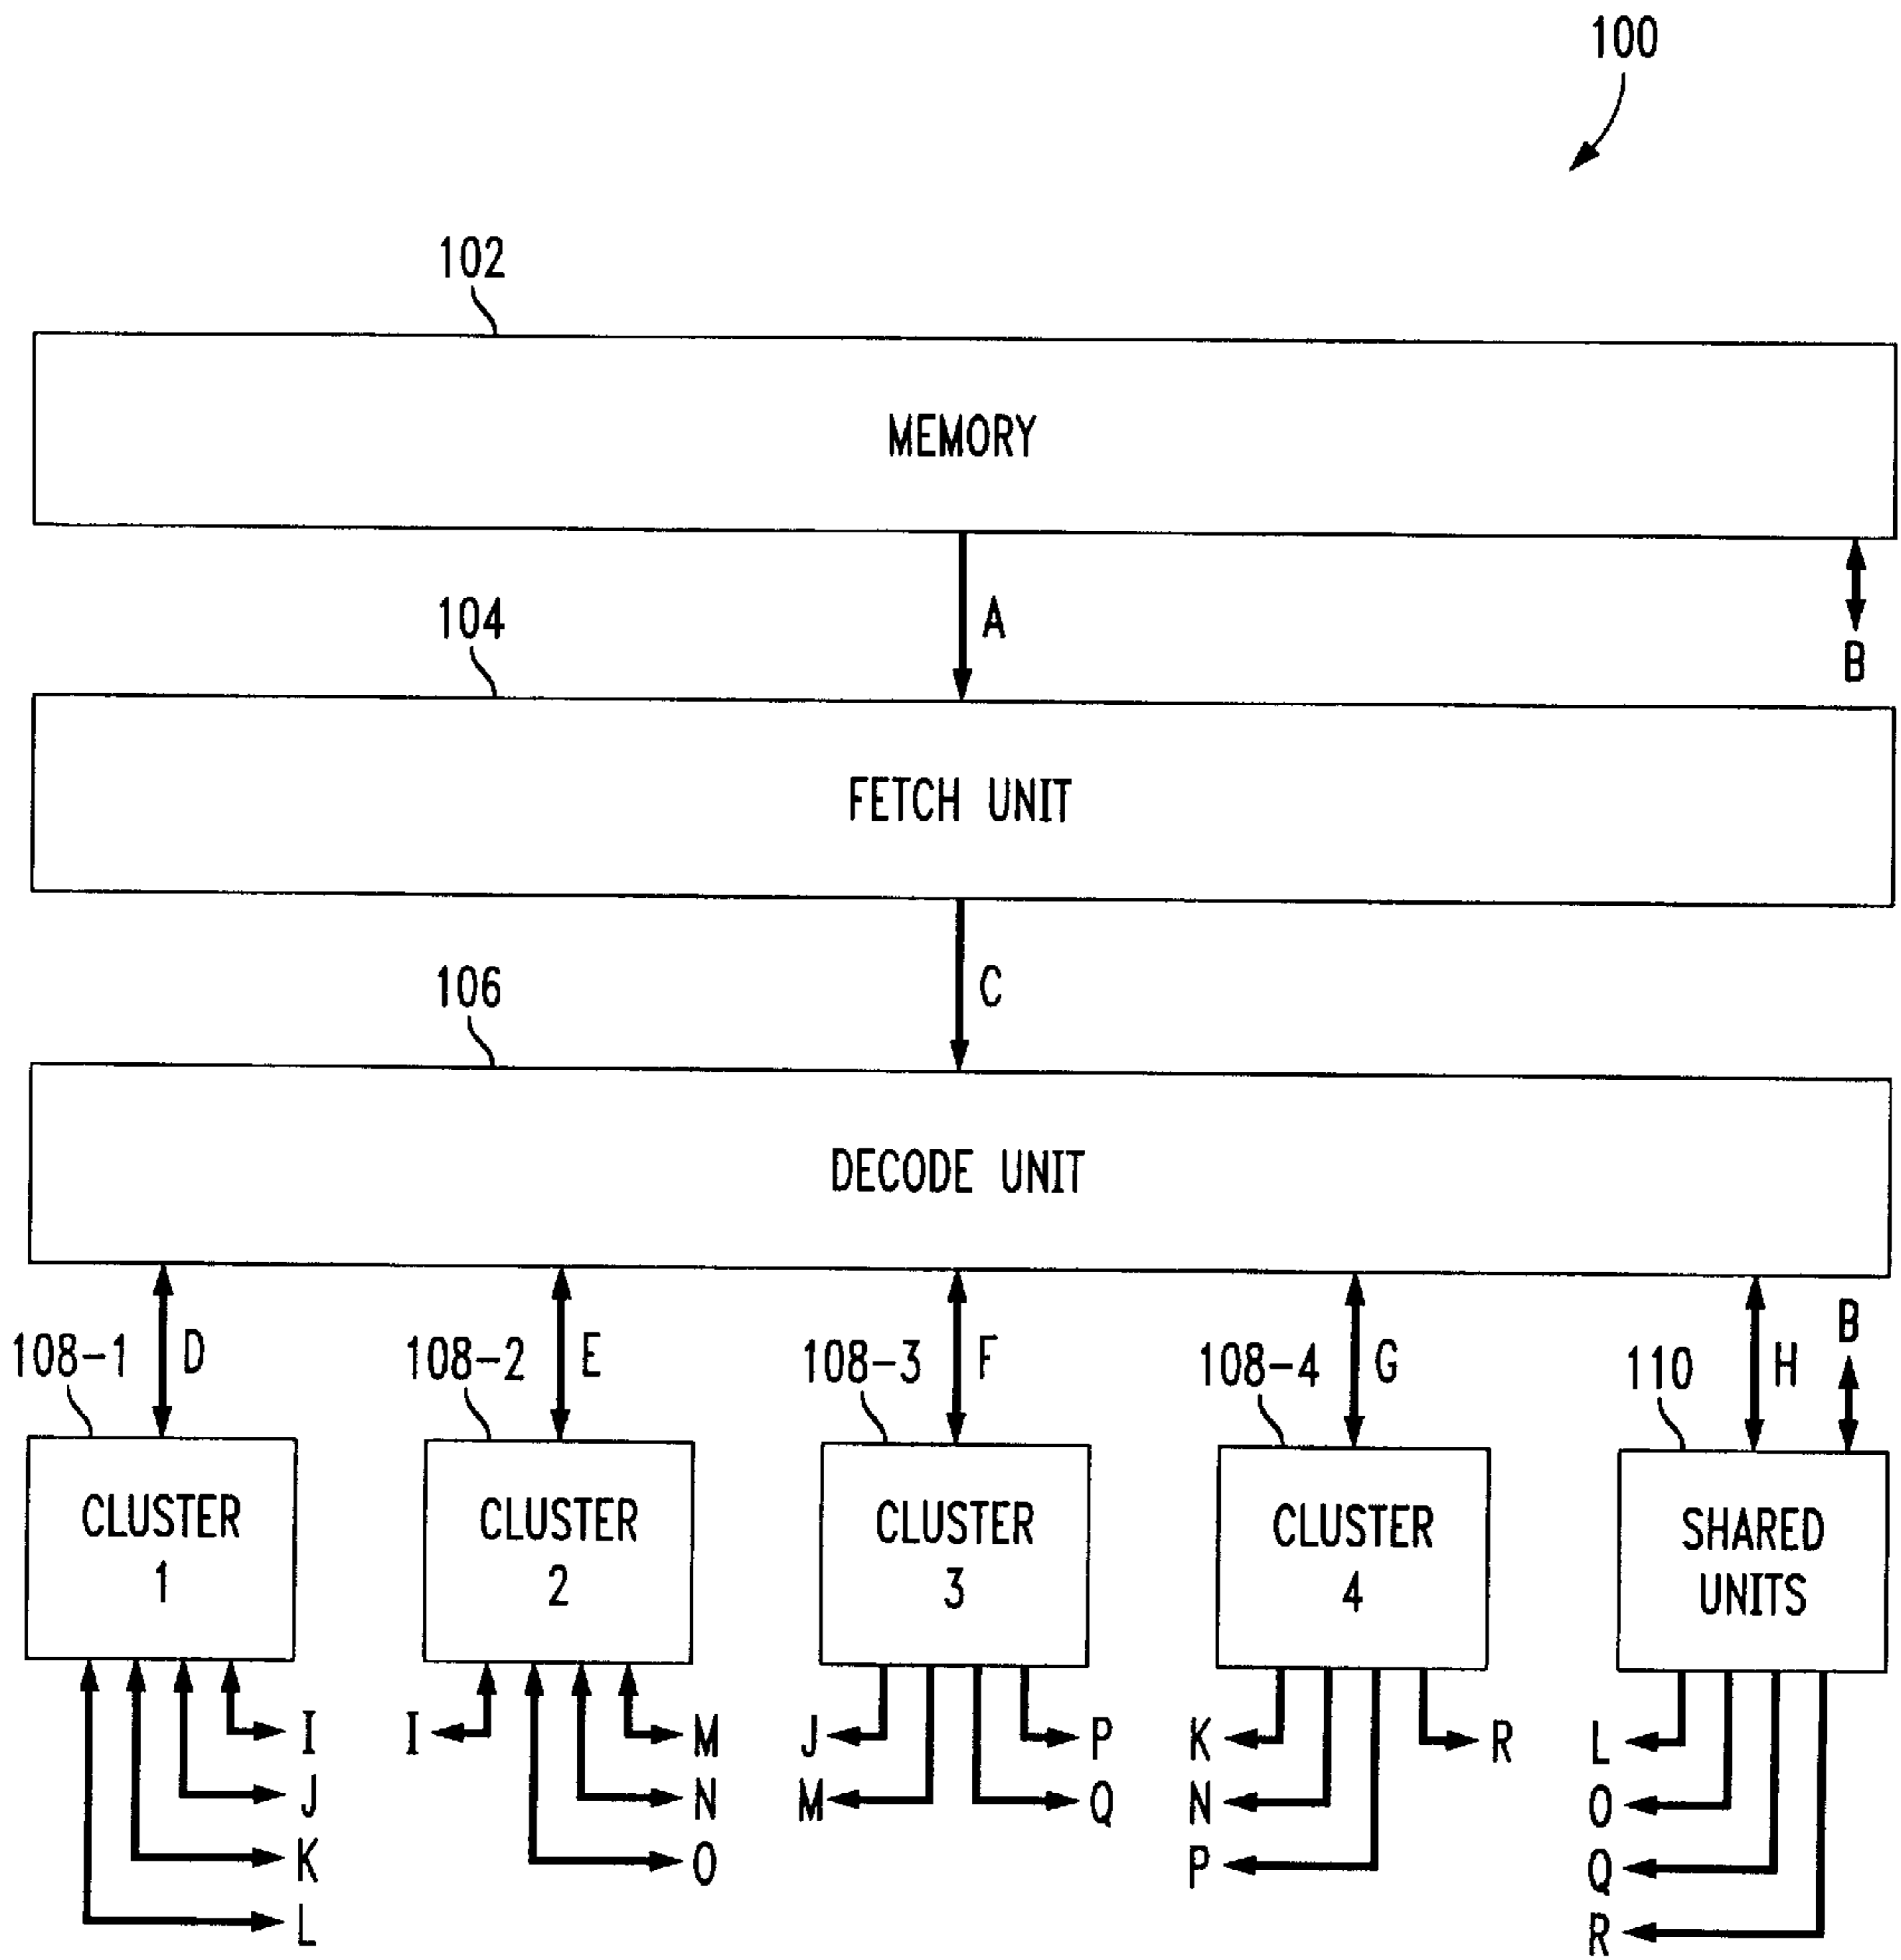 100
102
MEMORY
A
B
104
FETCH UNIT
C
106
DECODE UNIT
108-1 D 108-2 E 108-3 F 108-4 G 110 H B
CLUSTER 1
CLUSTER 2
CLUSTER 3
CLUSTER 4
SHARED UNITS
I I M J P K R L
J N M Q N O
K O P Q
L R